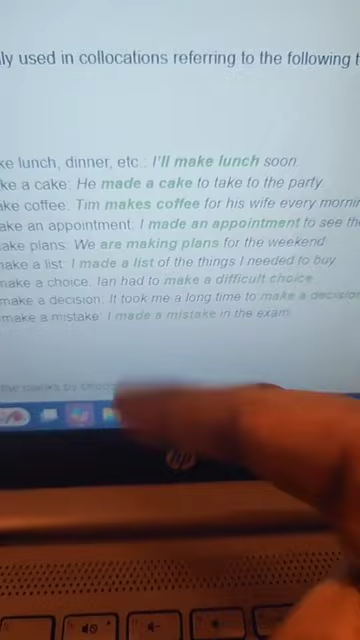 ly used in collocations referring to the following t
ke lunch, dinner, etc.: I'll make lunch soon.
ke a cake: He made a cake to take to the party.
ake coffee: Tim makes coffee for his wife every mornin
ake an appointment: I made an appointment to see the
ake plans: We are making plans for the weekend.
make a list: I made a list of the things I needed to buy.
make a choice: Ian had to make a difficult choice.
make a decision: It took me a long time to make a decision
make a mistake: I made a mistake in the exam.
hp